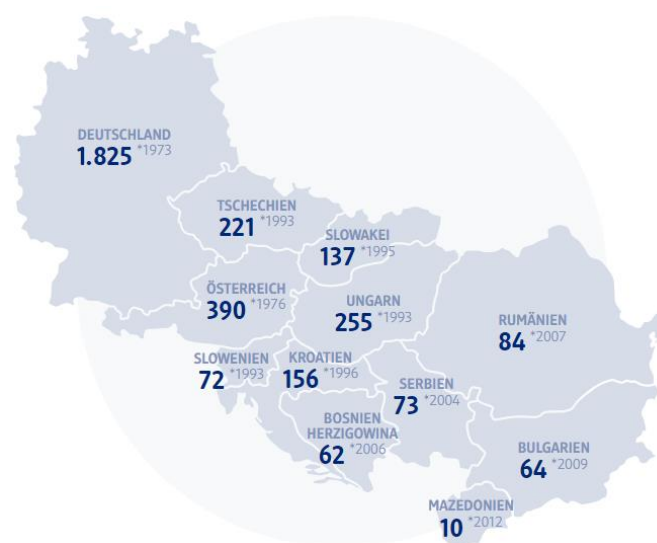 DEUTSCHLAND
1.825 *1973
TSCHECHIEN
221 *1993
SLOWAKEI
137 *1995
ÖSTERREICH
390 *1976
UNGARN
255 *1993
RUMÄNIEN
84 *2007
SLOWENIEN
72 *1993
KROATIEN
156 *1996
SERBIEN
73 *2004
BOSNIEN
HERZIGOWINA
62 *2006
BULGARIEN
64 *2009
MAZEDONIEN
10 *2012